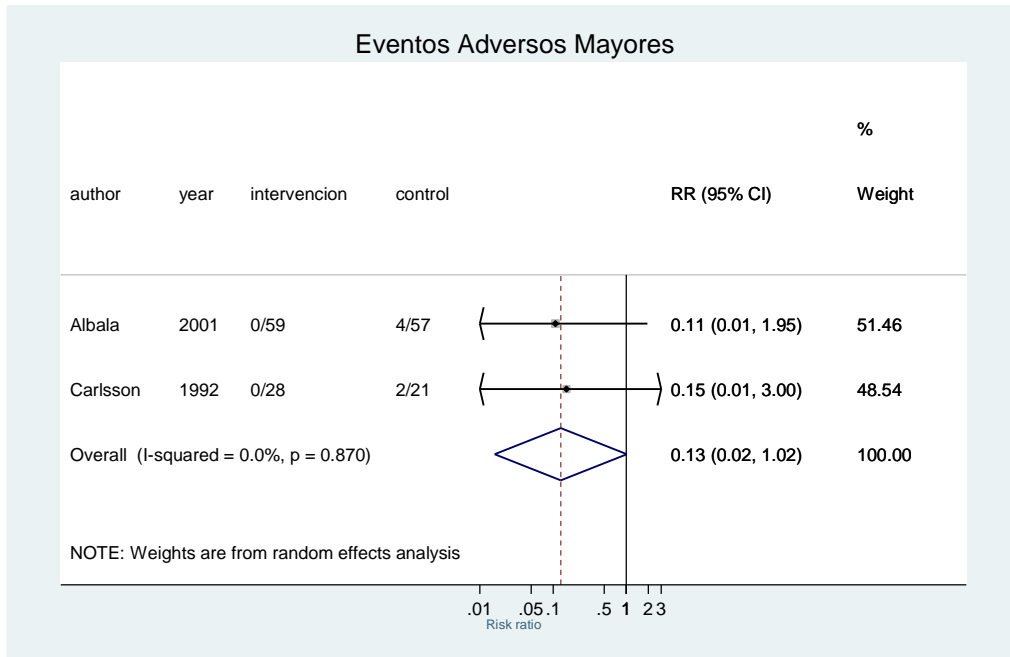 Eventos Adversos Mayores
%
author year intervencion control RR (95% CI) Weight
Albala 2001 0/59 4/57 0.11 (0.01, 1.95) 51.46
Carlsson 1992 0/28 2/21 0.15 (0.01, 3.00) 48.54
Overall (I-squared = 0.0%, p = 0.870) 0.13 (0.02, 1.02) 100.00
NOTE: Weights are from random effects analysis
.01 .05 .1 .5 1 2 3
Risk ratio